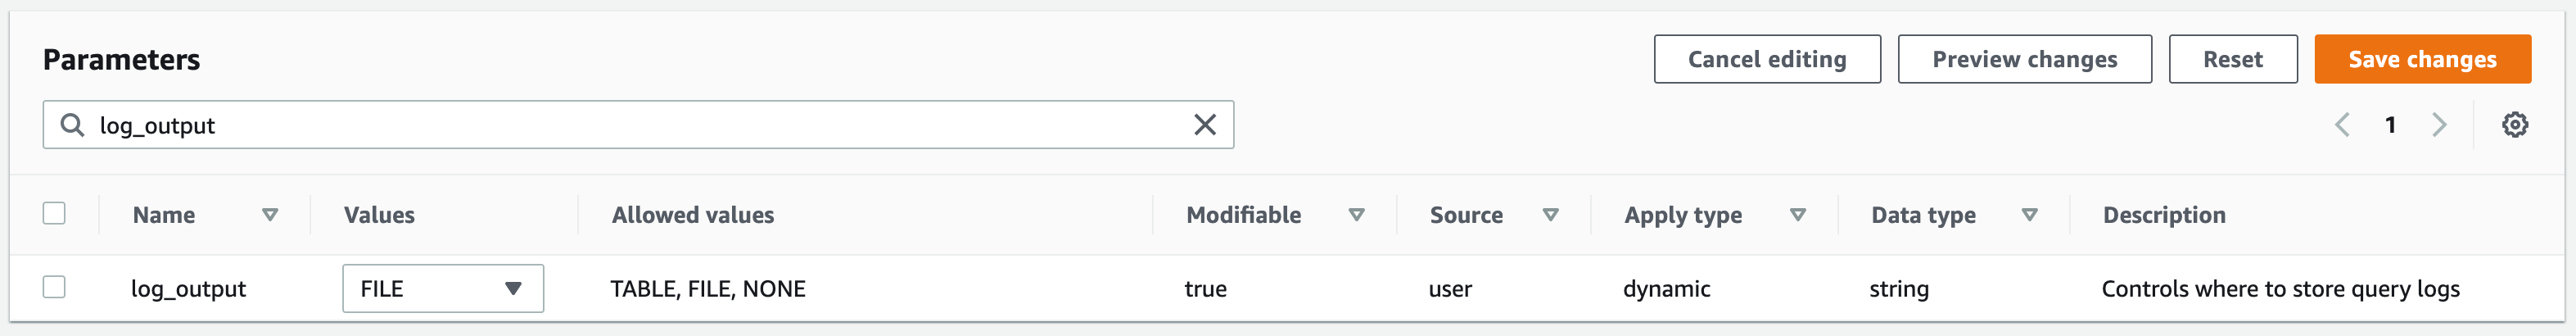 Parameters
Cancel editing
Preview changes
Reset
Save changes
log_output
1
Name Values Allowed values Modifiable Source Apply type Data type Description
log_output FILE TABLE, FILE, NONE true user dynamic string Controls where to store query logs